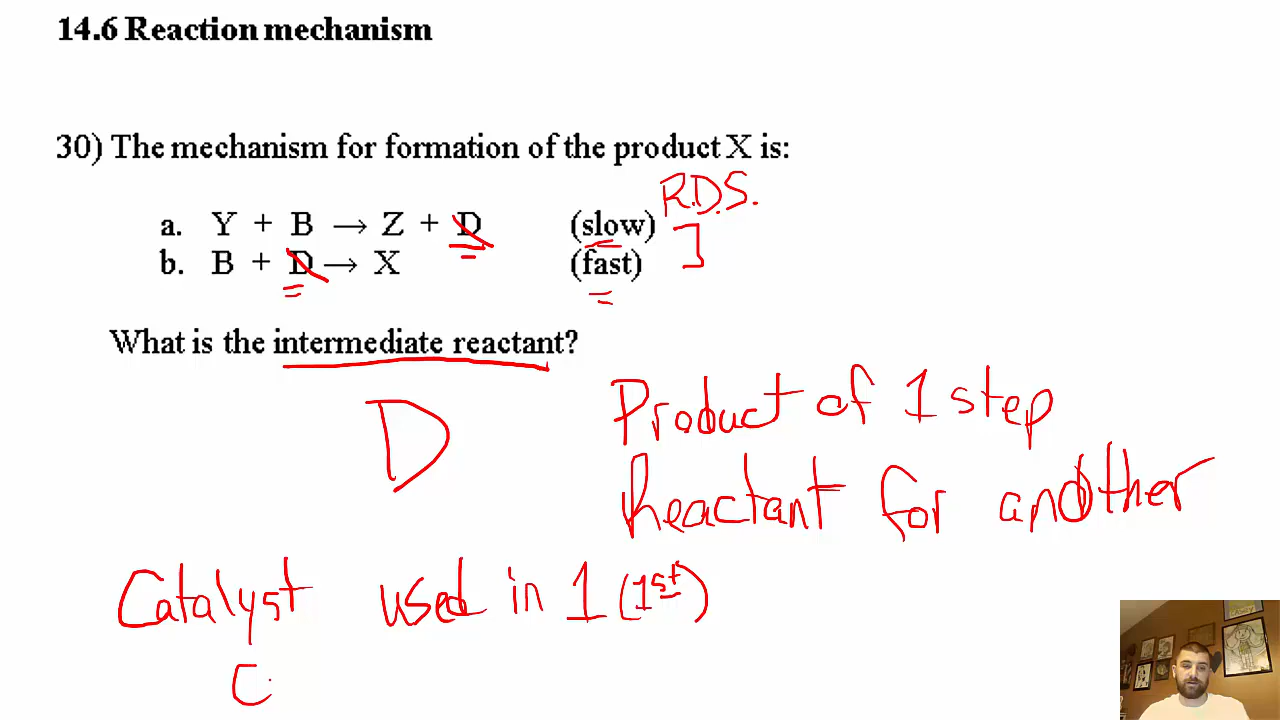 14.6 Reaction mechanism
30) The mechanism for formation of the product X is:
R.D.S.
a. Y + B → Z + D (slow)
b. B + D → X (fast)
What is the intermediate reactant?
D
Product of 1 step
Reactant for another
Catalyst used in 1 (1st)